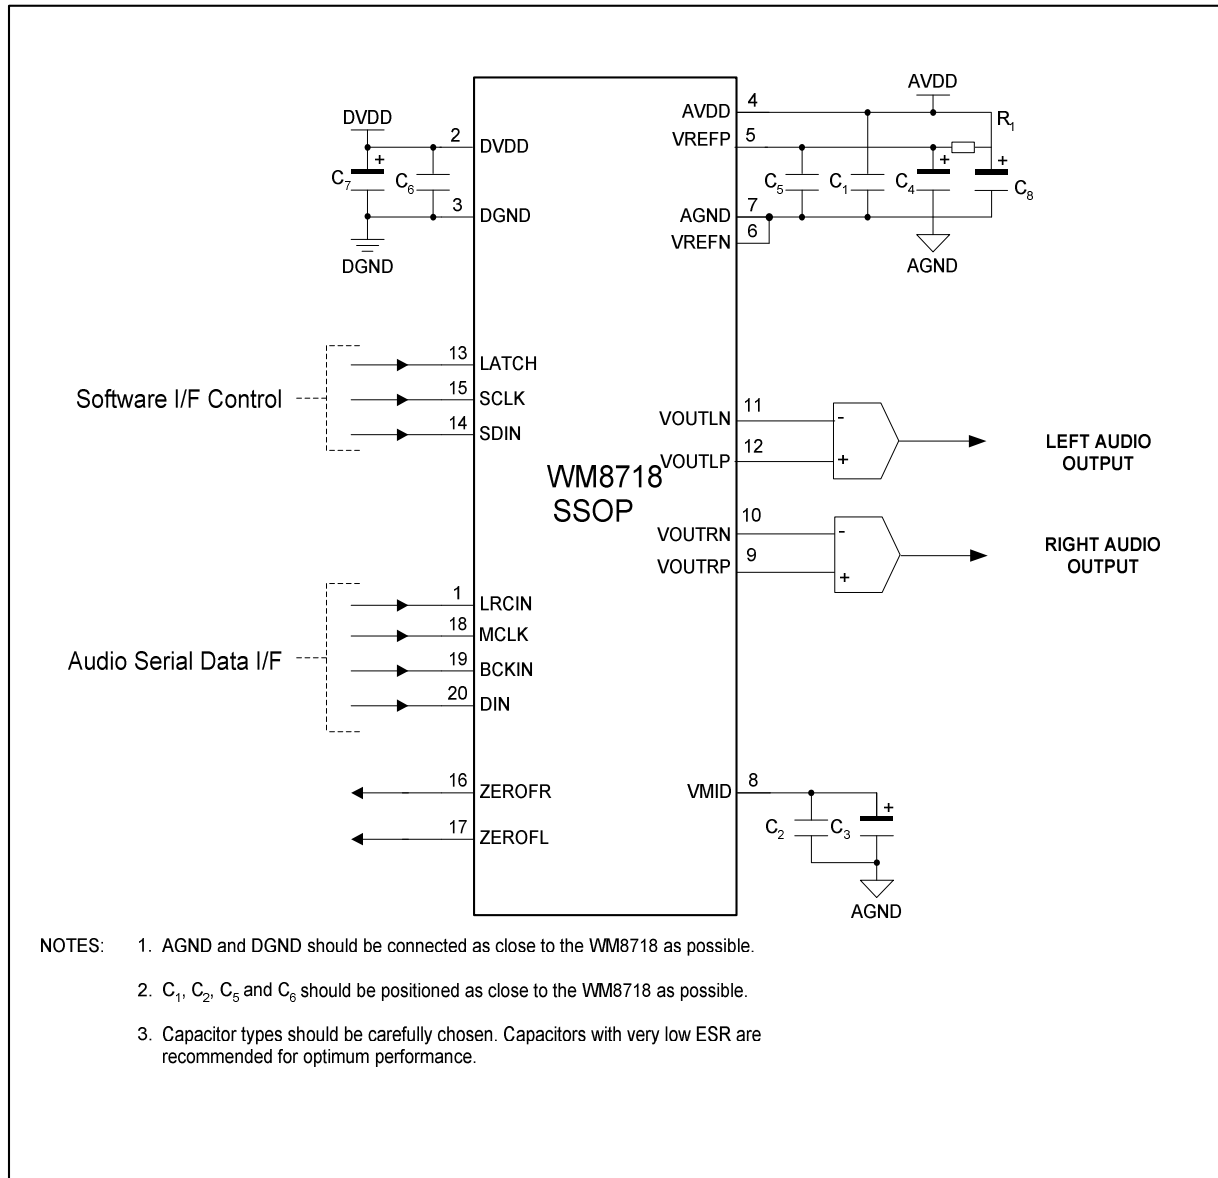 AVDD
DVDD
4
AVDD
R1
2
DVDD
5
VREFP
+
C7
C6
+
+
C5
C1
C4
C8
3
DGND
7
AGND
6
VREFN
DGND
AGND
13
LATCH
Software I/F Control
15
SCLK
14
SDIN
11
VOUTLN
-
12
VOUTLP
+
LEFT AUDIO
OUTPUT
WM8718
SSOP
10
VOUTRN
-
9
VOUTRP
+
RIGHT AUDIO
OUTPUT
1
LRCIN
18
MCLK
Audio Serial Data I/F
19
BCKIN
20
DIN
16
ZEROFR
8
VMID
17
ZEROFL
C2
C3
+
AGND
NOTES: 1. AGND and DGND should be connected as close to the WM8718 as possible.
2. C1, C2, C5 and C6 should be positioned as close to the WM8718 as possible.
3. Capacitor types should be carefully chosen. Capacitors with very low ESR are
recommended for optimum performance.